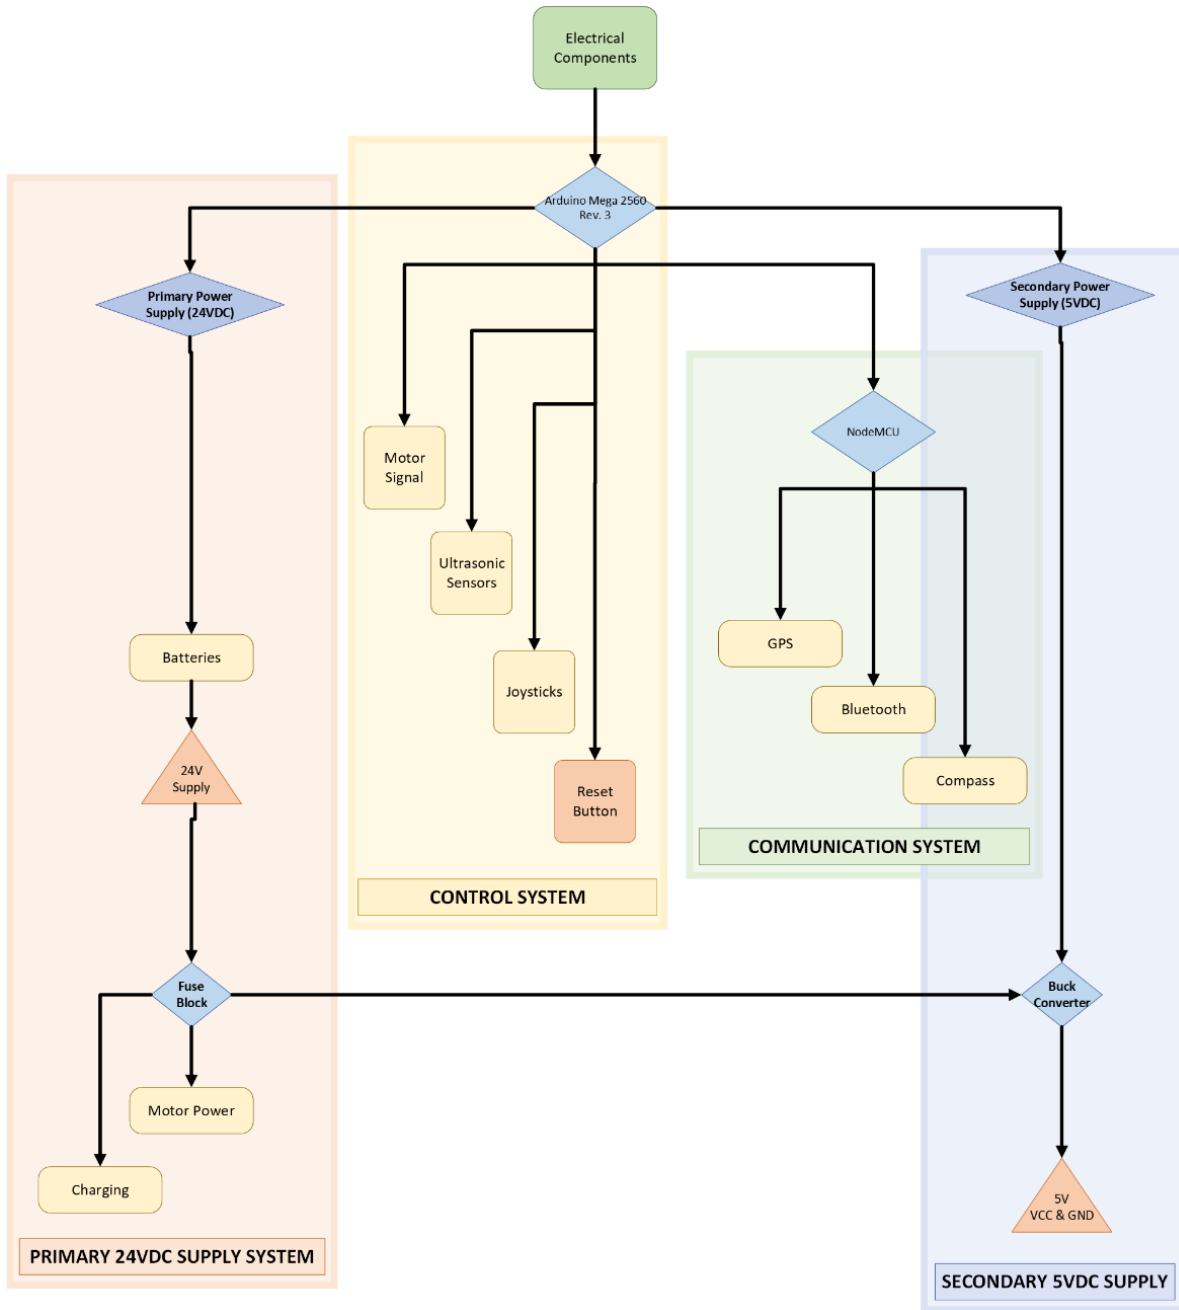 Electrical
Components
Arduino Mega 2560
Rev. 3
Primary Power
Supply (24VDC)
Secondary Power
Supply (5VDC)
NodeMCU
Motor
Signal
Ultrasonic
Sensors
GPS
Batteries
Joysticks
Bluetooth
24V
Supply
Compass
Reset
Button
COMMUNICATION SYSTEM
CONTROL SYSTEM
Fuse
Block
Buck
Converter
Motor Power
Charging
5V
VCC & GND
PRIMARY 24VDC SUPPLY SYSTEM
SECONDARY 5VDC SUPPLY